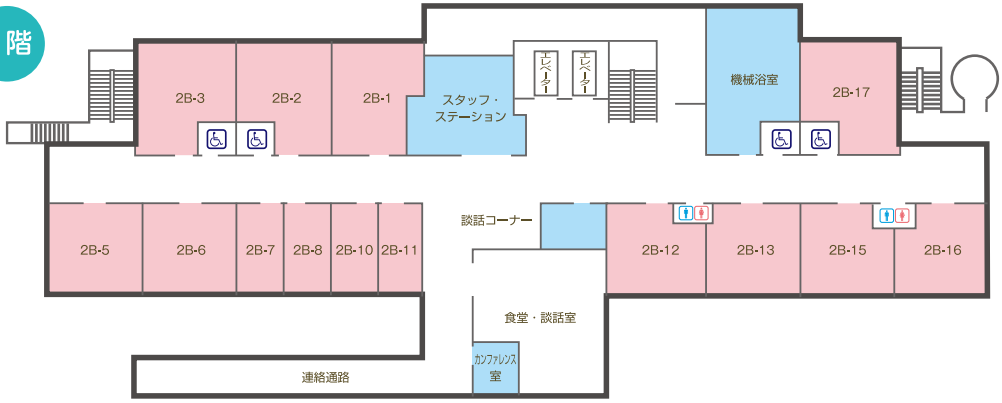 階
2B-3
2B-2
2B-1
スタッフ・
ステーション
エレベーター
エレベーター
機械浴室
2B-17
談話コーナー
2B-5
2B-6
2B-7
2B-8
2B-10
2B-11
2B-12
2B-13
2B-15
2B-16
食堂・談話室
カンファレンス
室
連絡通路